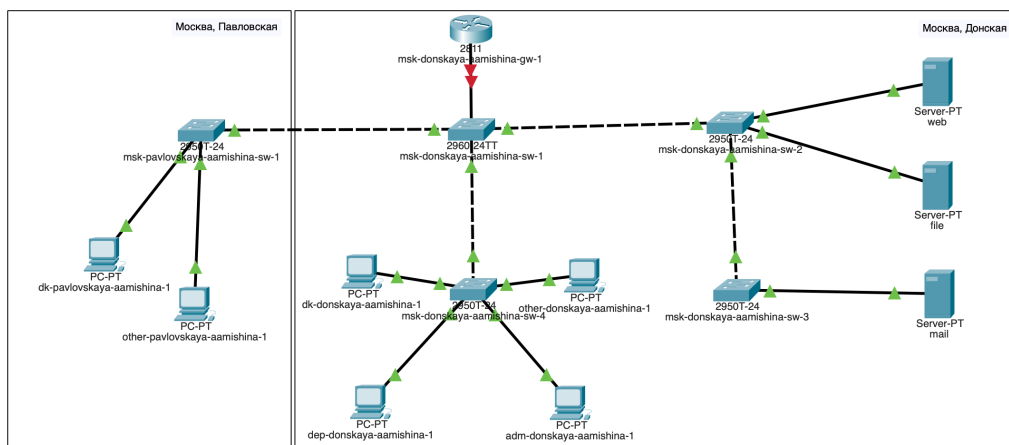 Москва, Павловская
Москва, Донская
2811
msk-donskaya-aamishina-gw-1
Server-PT
web
2950T-24
msk-pavlovskaya-aamishina-sw-1
2960-24TT
msk-donskaya-aamishina-sw-1
2950T-24
msk-donskaya-aamishina-sw-2
Server-PT
file
PC-PT
dk-pavlovskaya-aamishina-1
PC-PT
other-pavlovskaya-aamishina-1
PC-PT
dk-donskaya-aamishina-1
2950T-24
msk-donskaya-aamishina-sw-4
PC-PT
other-donskaya-aamishina-1
2950T-24
msk-donskaya-aamishina-sw-3
Server-PT
mail
PC-PT
dep-donskaya-aamishina-1
PC-PT
adm-donskaya-aamishina-1